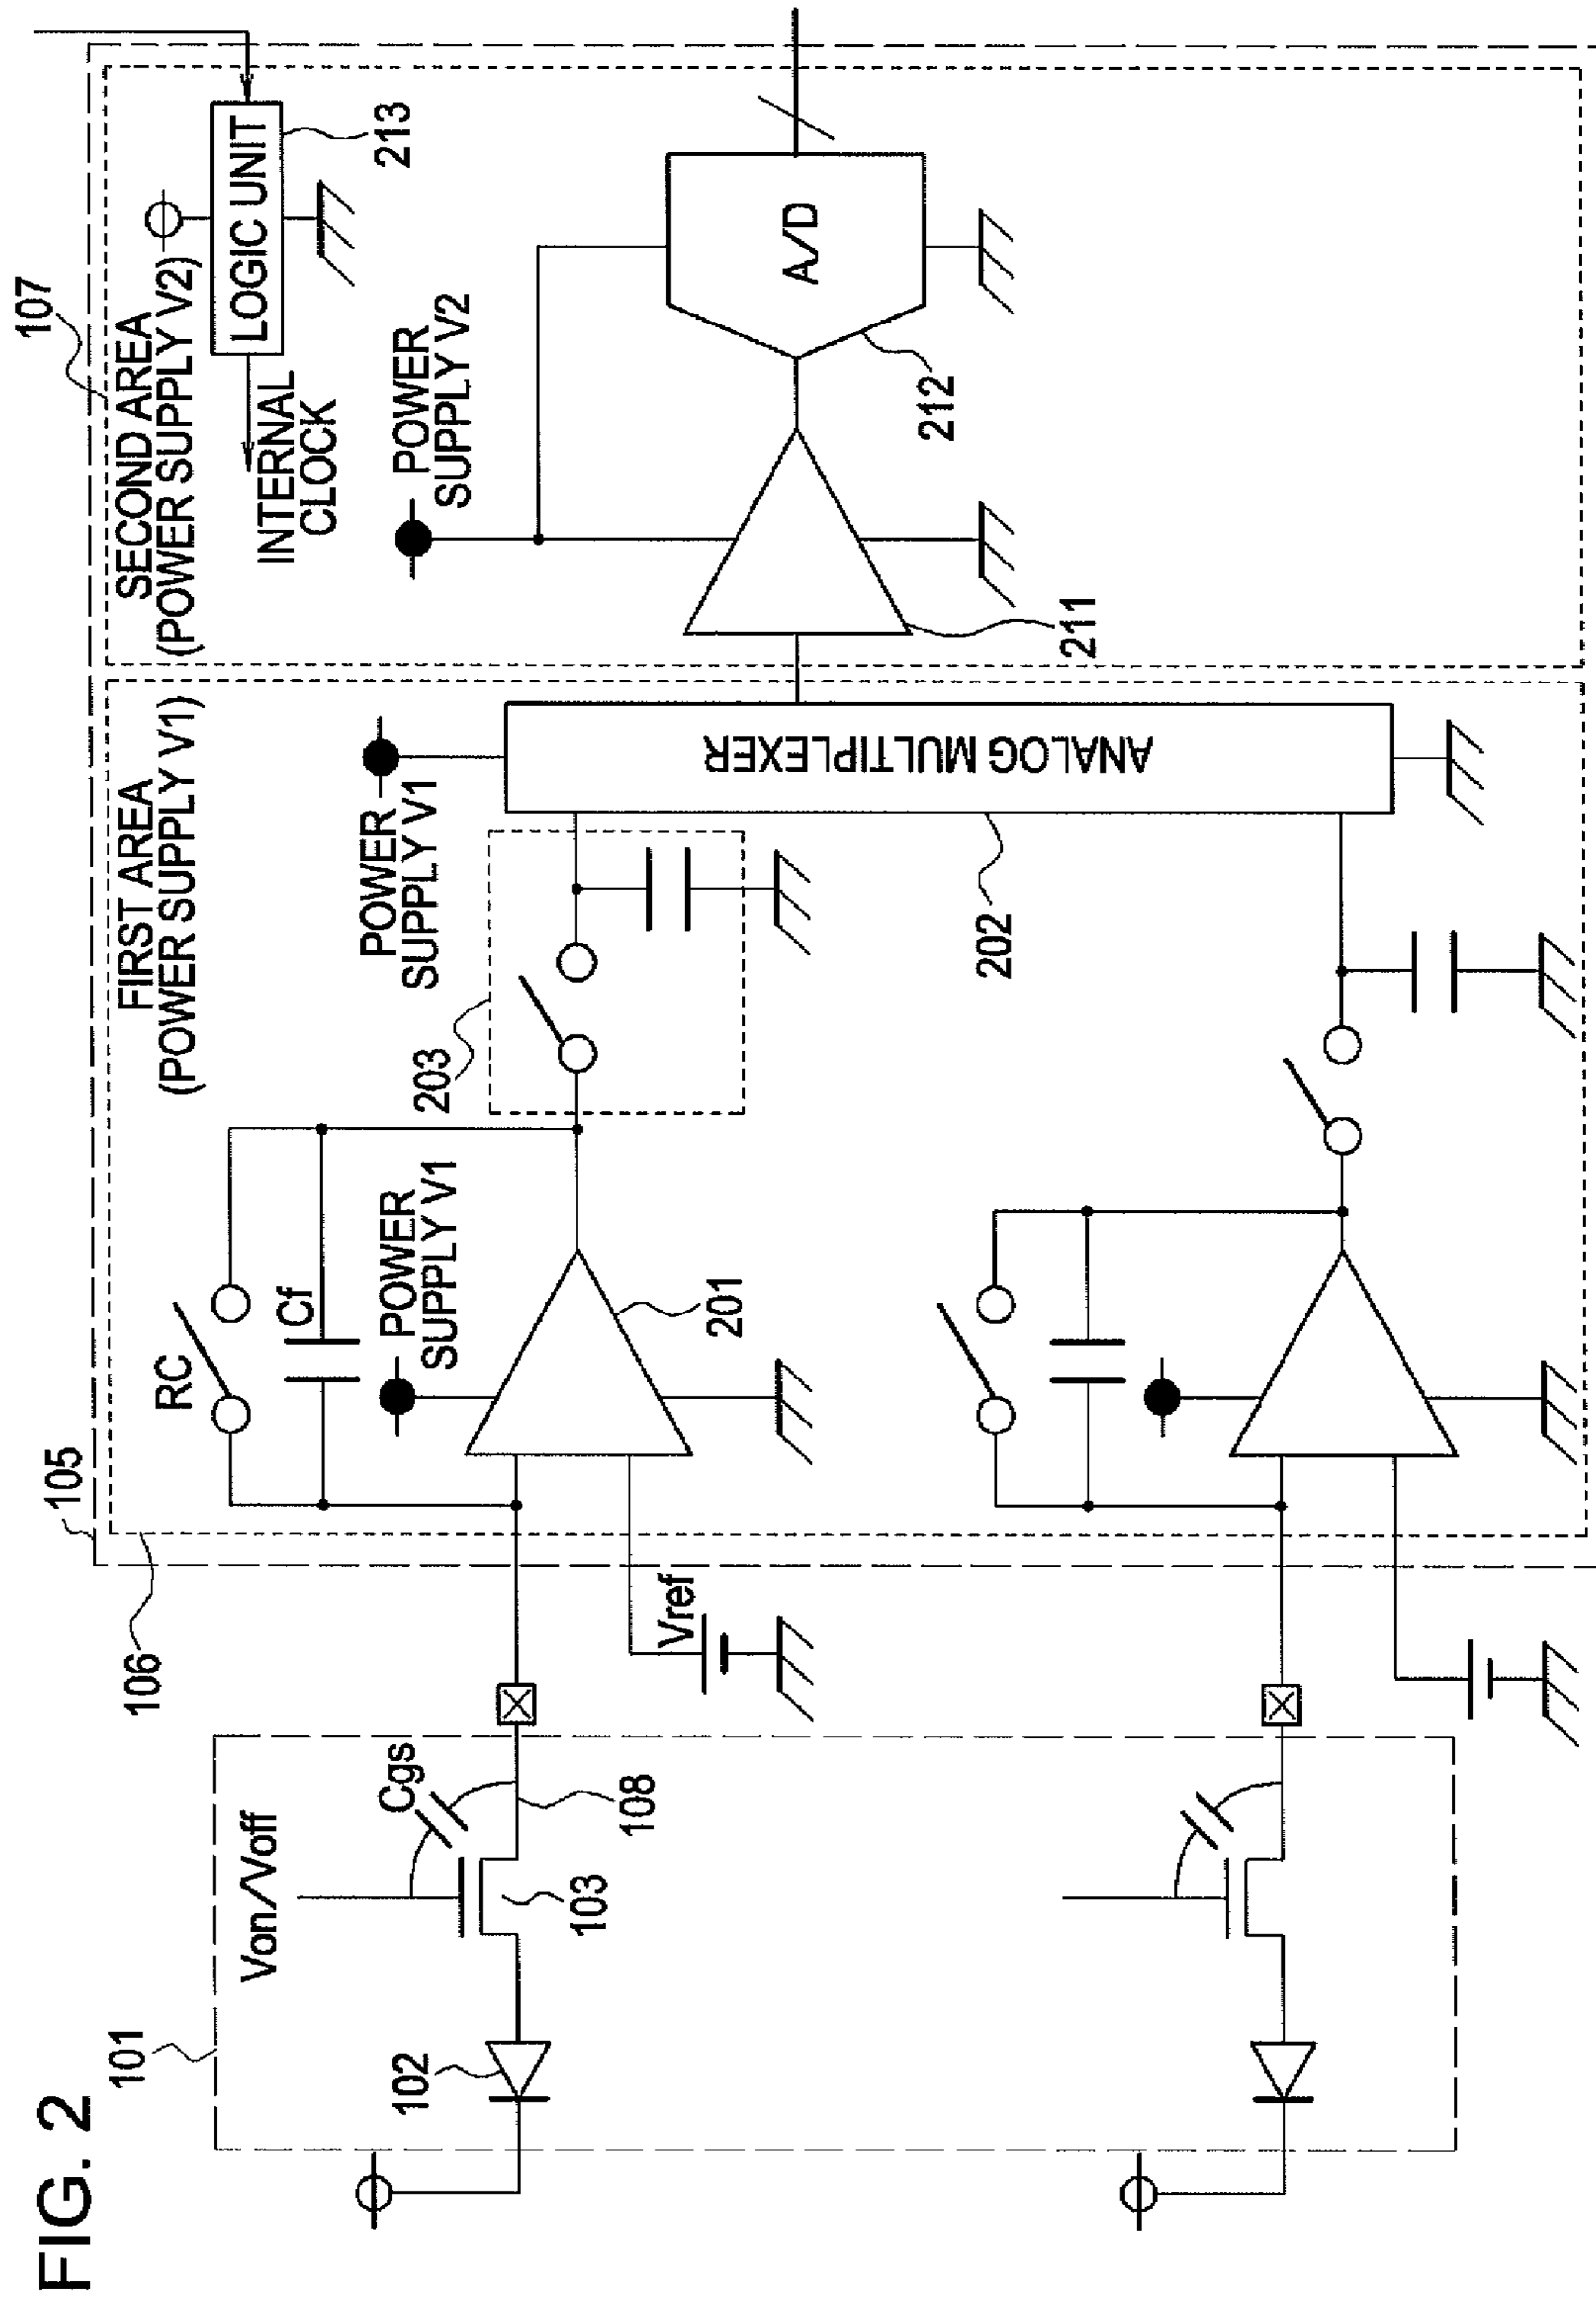 FIG. 2
101
102
Von/Voff
Cgs
103
108
106
105
Vref
FIRST AREA
(POWER SUPPLY V1)
RC
Cf
POWER
SUPPLY V1
201
203
POWER
SUPPLY V1
ANALOG MULTIPLEXER
202
107
SECOND AREA
(POWER SUPPLY V2)
LOGIC UNIT
213
INTERNAL
CLOCK
POWER
SUPPLY V2
211
A/D
212